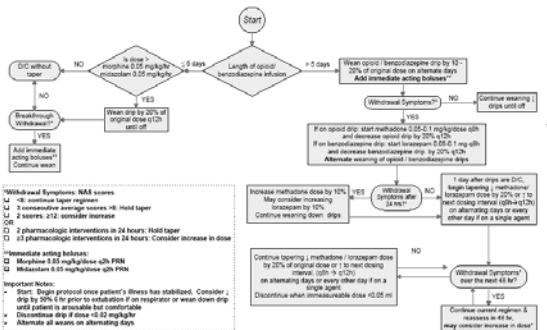 Start
Is dose >
morphine 0.05 mg/kg/hr
midazolam 0.05 mg/kg/hr
NO
D/C without
taper
≤ 5 days
Length of opioid/
benzodiazepine infusion
> 5 days
Wean opioid / benzodiazepine drip by 10 -
20% of original dose on alternate days
Add immediate acting boluses**
NO
YES
Wean drip by 20% of
original dose q12h
until off
Breakthrough
Withdrawal?*
YES
Add immediate
acting boluses**
Continue wean
Withdrawal Symptoms?*
NO
Continue weaning ↓
drips until off
YES
If on opioid drip: start methadone 0.05-0.1 mg/kg/dose q8h
and decrease opioid drip by 20% q12h
If on benzodiazepine drip: start lorazepam 0.05-0.1 mg
q8h and decrease benzodiazepine drip by 20% q12h
Alternate weaning of opioid / benzodiazepine drips
Increase methadone dose by 10%
May consider increasing
lorazepam by 10%
Continue weaning down drips
YES
Withdrawal
Symptoms after
24 hrs?*
NO
1 day after drips are D/C,
begin tapering ↓ methadone/
lorazepam dose by 20% or ↑ to
next dosing interval (q8h→q12h)
on alternating days or every
other day if on a single agent
Continue tapering ↓ methadone / lorazepam dose
by 20% of original dose or ↑ to next dosing
interval (q8h → q12h)
on alternating days or every other day if on a
single agent
Discontinue when immeasureable dose <0.05 ml
NO
Withdrawal Symptoms*
over the next 48 hr?
YES
Continue current regimen &
reassess in 48 hr,
may consider increase in dose*
*Withdrawal Symptoms: NAS scores
<8: continue taper regimen
3 consecutive average scores >8: Hold taper
2 scores: ≥12: consider increase
OR
2 pharmacologic interventions in 24 hours: Hold taper
≥3 pharmacologic interventions in 24 hours: Consider increase in dose
**Immediate acting boluses:
Morphine 0.05 mg/kg/dose q2h PRN
Midazolam 0.05 mg/kg/dose q2h PRN
Important Notes:
Start: Begin protocol once patient's illness has stabilized. Consider ↓
drip by 50% 6 hr prior to extubation if on respirator or wean down drip
until patient is arousable but comfortable
Discontinue drip if dose <0.02 mg/kg/hr
Alternate all weans on alternating days